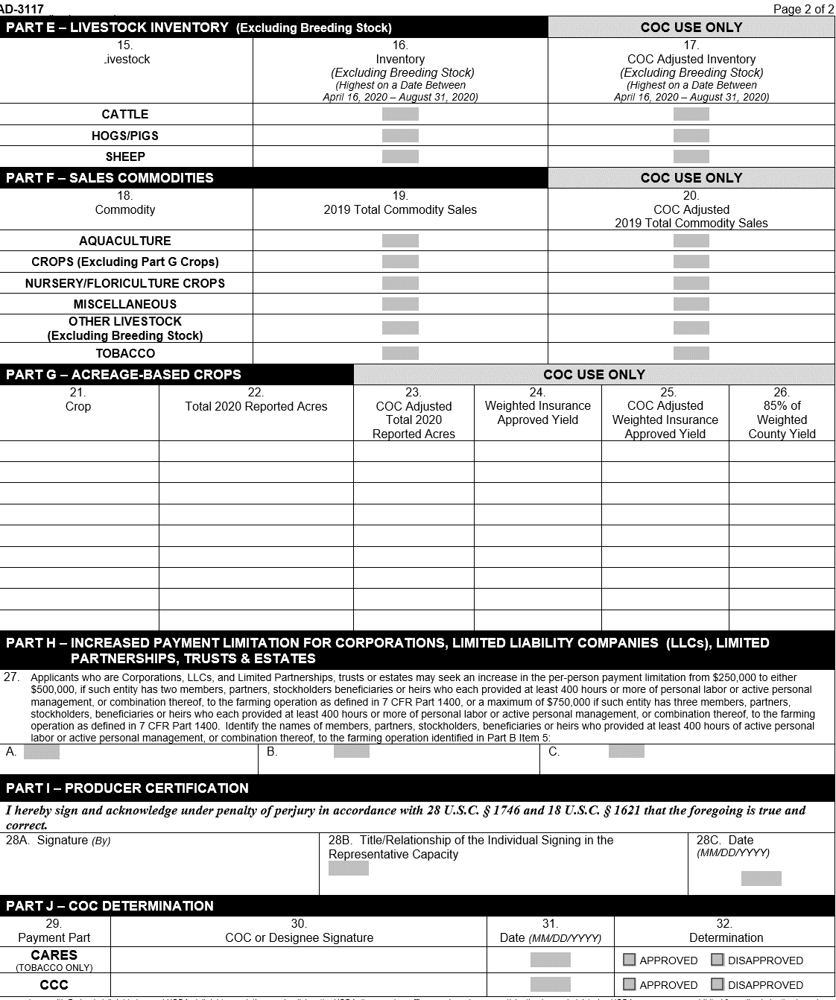 AD-3117 Page 2 of 2
PART E – LIVESTOCK INVENTORY (Excluding Breeding Stock) COC USE ONLY
15. 16. 17.
Livestock Inventory COC Adjusted Inventory
(Excluding Breeding Stock) (Excluding Breeding Stock)
(Highest on a Date Between (Highest on a Date Between
April 16, 2020 – August 31, 2020) April 16, 2020 – August 31, 2020)
CATTLE
HOGS/PIGS
SHEEP
PART F – SALES COMMODITIES COC USE ONLY
18. 19. 20.
Commodity 2019 Total Commodity Sales COC Adjusted
2019 Total Commodity Sales
AQUACULTURE
CROPS (Excluding Part G Crops)
NURSERY/FLORICULTURE CROPS
MISCELLANEOUS
OTHER LIVESTOCK
(Excluding Breeding Stock)
TOBACCO
PART G – ACREAGE-BASED CROPS COC USE ONLY
21. 22. 23. 24. 25. 26.
Crop Total 2020 Reported Acres COC Adjusted Weighted Insurance COC Adjusted 85% of
Total 2020 Approved Yield Weighted Insurance Weighted
Reported Acres Approved Yield County Yield
PART H – INCREASED PAYMENT LIMITATION FOR CORPORATIONS, LIMITED LIABILITY COMPANIES (LLCs), LIMITED
PARTNERSHIPS, TRUSTS & ESTATES
27. Applicants who are Corporations, LLCs, and Limited Partnerships, trusts or estates may seek an increase in the per-person payment limitation from $250,000 to either
$500,000, if such entity has two members, partners, stockholders beneficiaries or heirs who each provided at least 400 hours or more of personal labor or active personal
management, or combination thereof, to the farming operation as defined in 7 CFR Part 1400, or a maximum of $750,000 if such entity has three members, partners,
stockholders, beneficiaries or heirs who each provided at least 400 hours or more of personal labor or active personal management, or combination thereof, to the farming
operation as defined in 7 CFR Part 1400. Identify the names of members, partners, stockholders, beneficiaries or heirs who provided at least 400 hours of active personal
labor or active personal management, or combination thereof, to the farming operation identified in Part B Item 5:
A. B. C.
PART I – PRODUCER CERTIFICATION
I hereby sign and acknowledge under penalty of perjury in accordance with 28 U.S.C. § 1746 and 18 U.S.C. § 1621 that the foregoing is true and
correct.
28A. Signature (By) 28B. Title/Relationship of the Individual Signing in the 28C. Date
Representative Capacity (MM/DD/YYYY)
PART J – COC DETERMINATION
29. 30. 31. 32.
Payment Part COC or Designee Signature Date (MM/DD/YYYY) Determination
CARES
(TOBACCO ONLY) APPROVED DISAPPROVED
CCC APPROVED DISAPPROVED